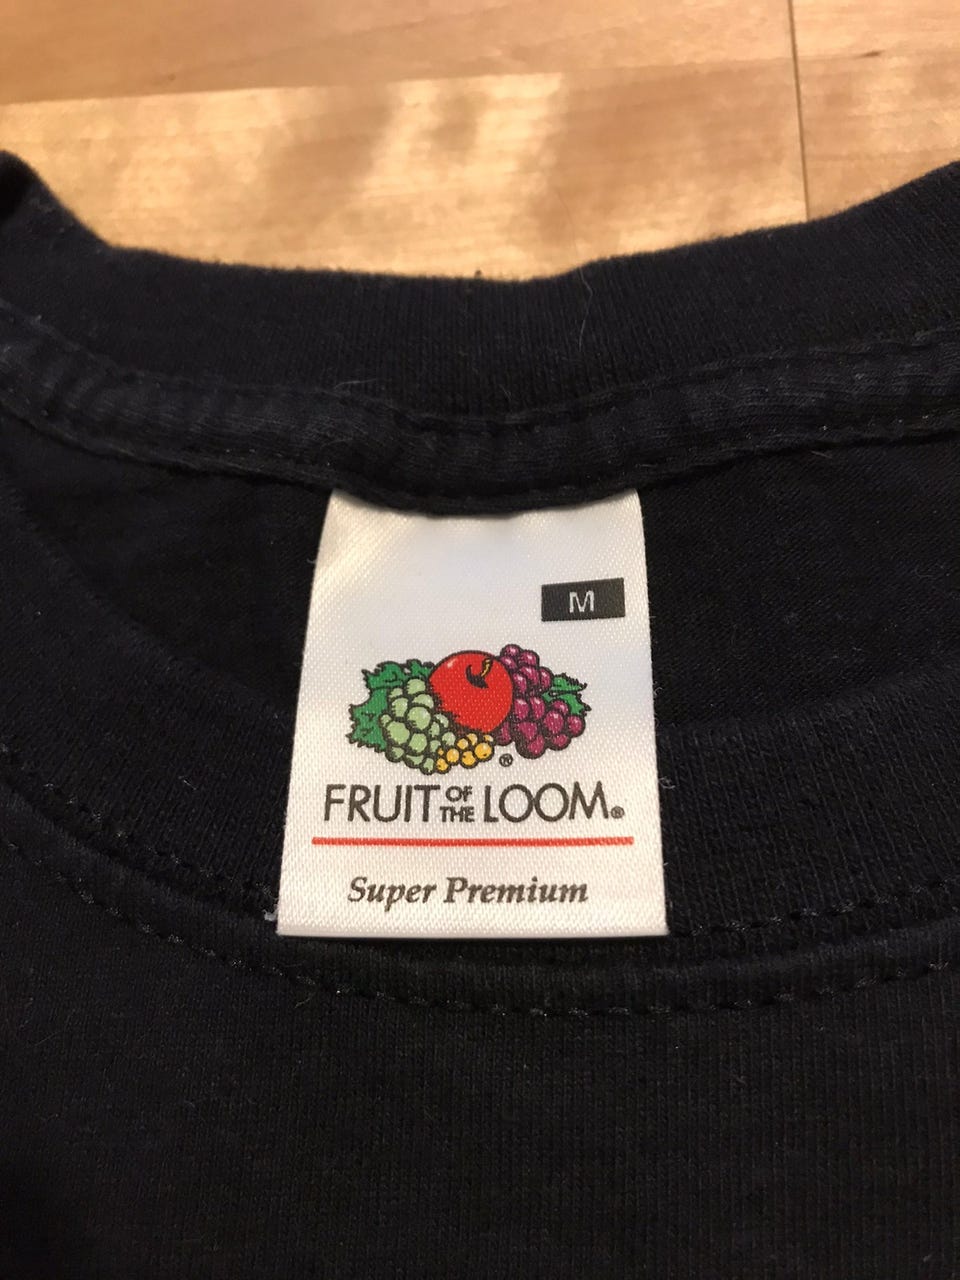 M
®
FRUIT OF THE LOOM®
Super Premium